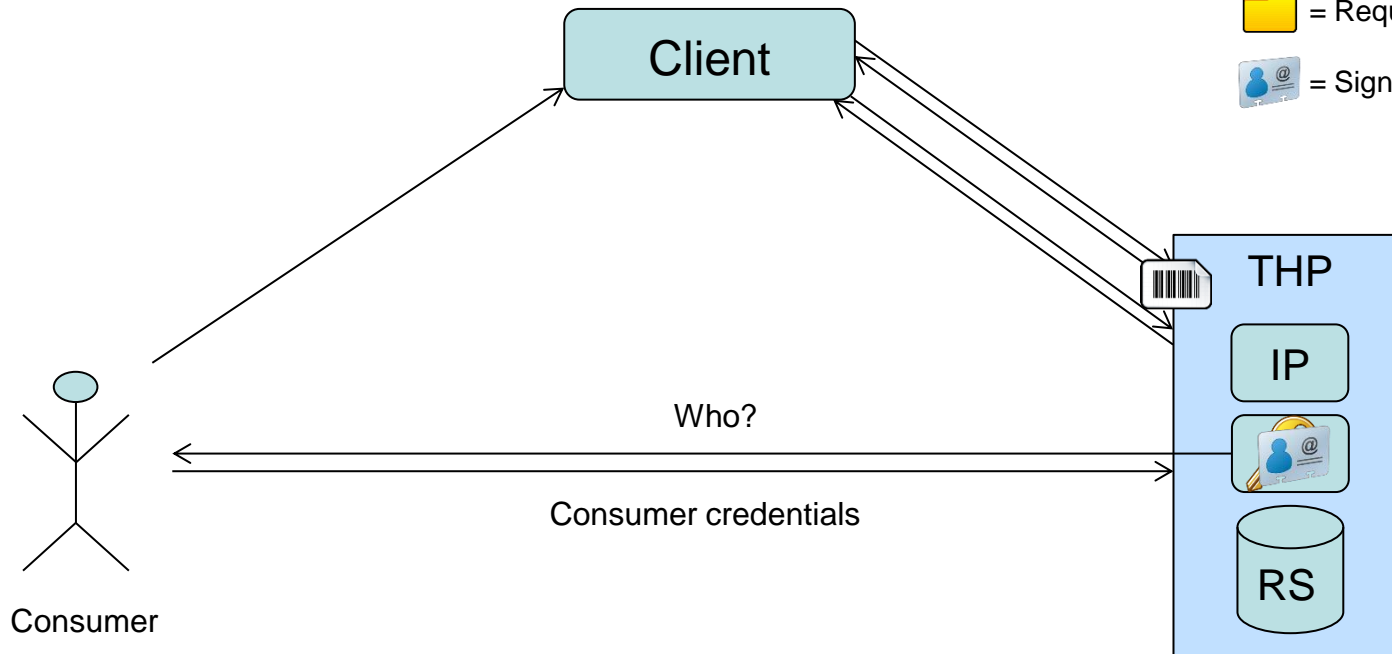 Client
= Requ
= Sign
THP
IP
Who?
@
Consumer credentials
RS
Consumer
@